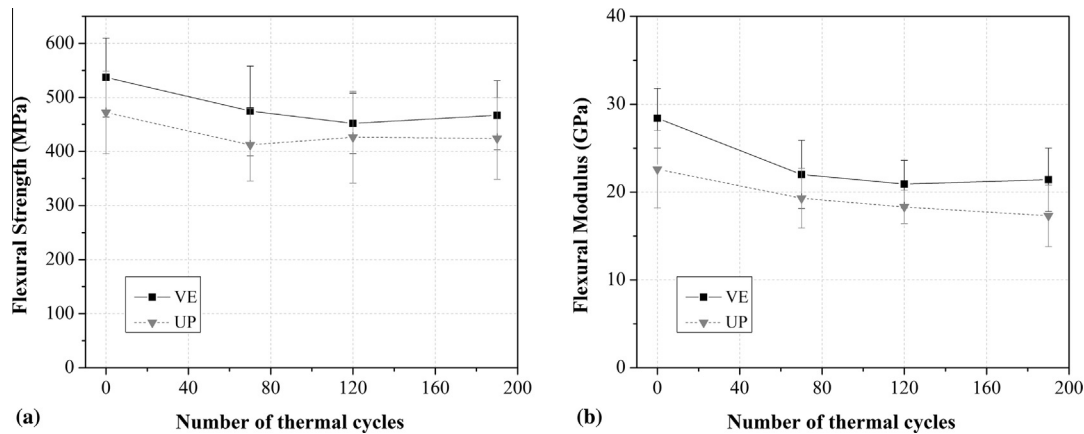 Flexural Strength (MPa)
600
500
400
300
200
100
0
VE
UP
0 40 80 120 160 200
Number of thermal cycles
(a)
Flexural Modulus (GPa)
40
30
20
10
0
VE
UP
0 40 80 120 160 200
Number of thermal cycles
(b)